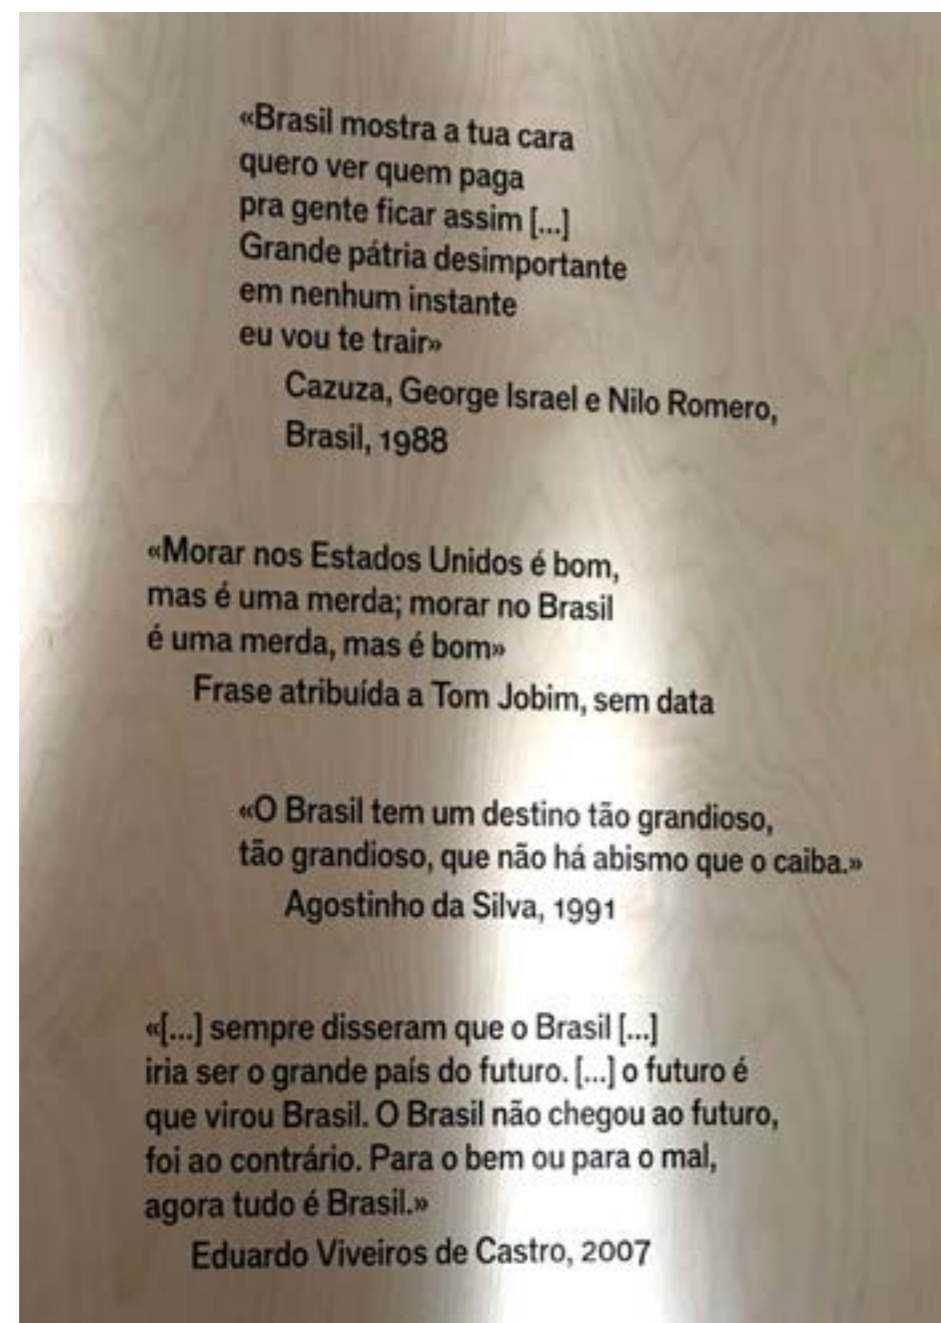 «Brasil mostra a tua cara
quero ver quem paga
pra gente ficar assim [...]
Grande pátria desimportante
em nenhum instante
eu vou te trair»
Cazuza, George Israel e Nilo Romero,
Brasil, 1988
«Morar nos Estados Unidos é bom,
mas é uma merda; morar no Brasil
é uma merda, mas é bom»
Frase atribuída a Tom Jobim, sem data
«O Brasil tem um destino tão grandioso,
tão grandioso, que não há abismo que o caiba.»
Agostinho da Silva, 1991
«[...] sempre disseram que o Brasil [...]
iria ser o grande país do futuro. [...] o futuro é
que virou Brasil. O Brasil não chegou ao futuro,
foi ao contrário. Para o bem ou para o mal,
agora tudo é Brasil.»
Eduardo Viveiros de Castro, 2007